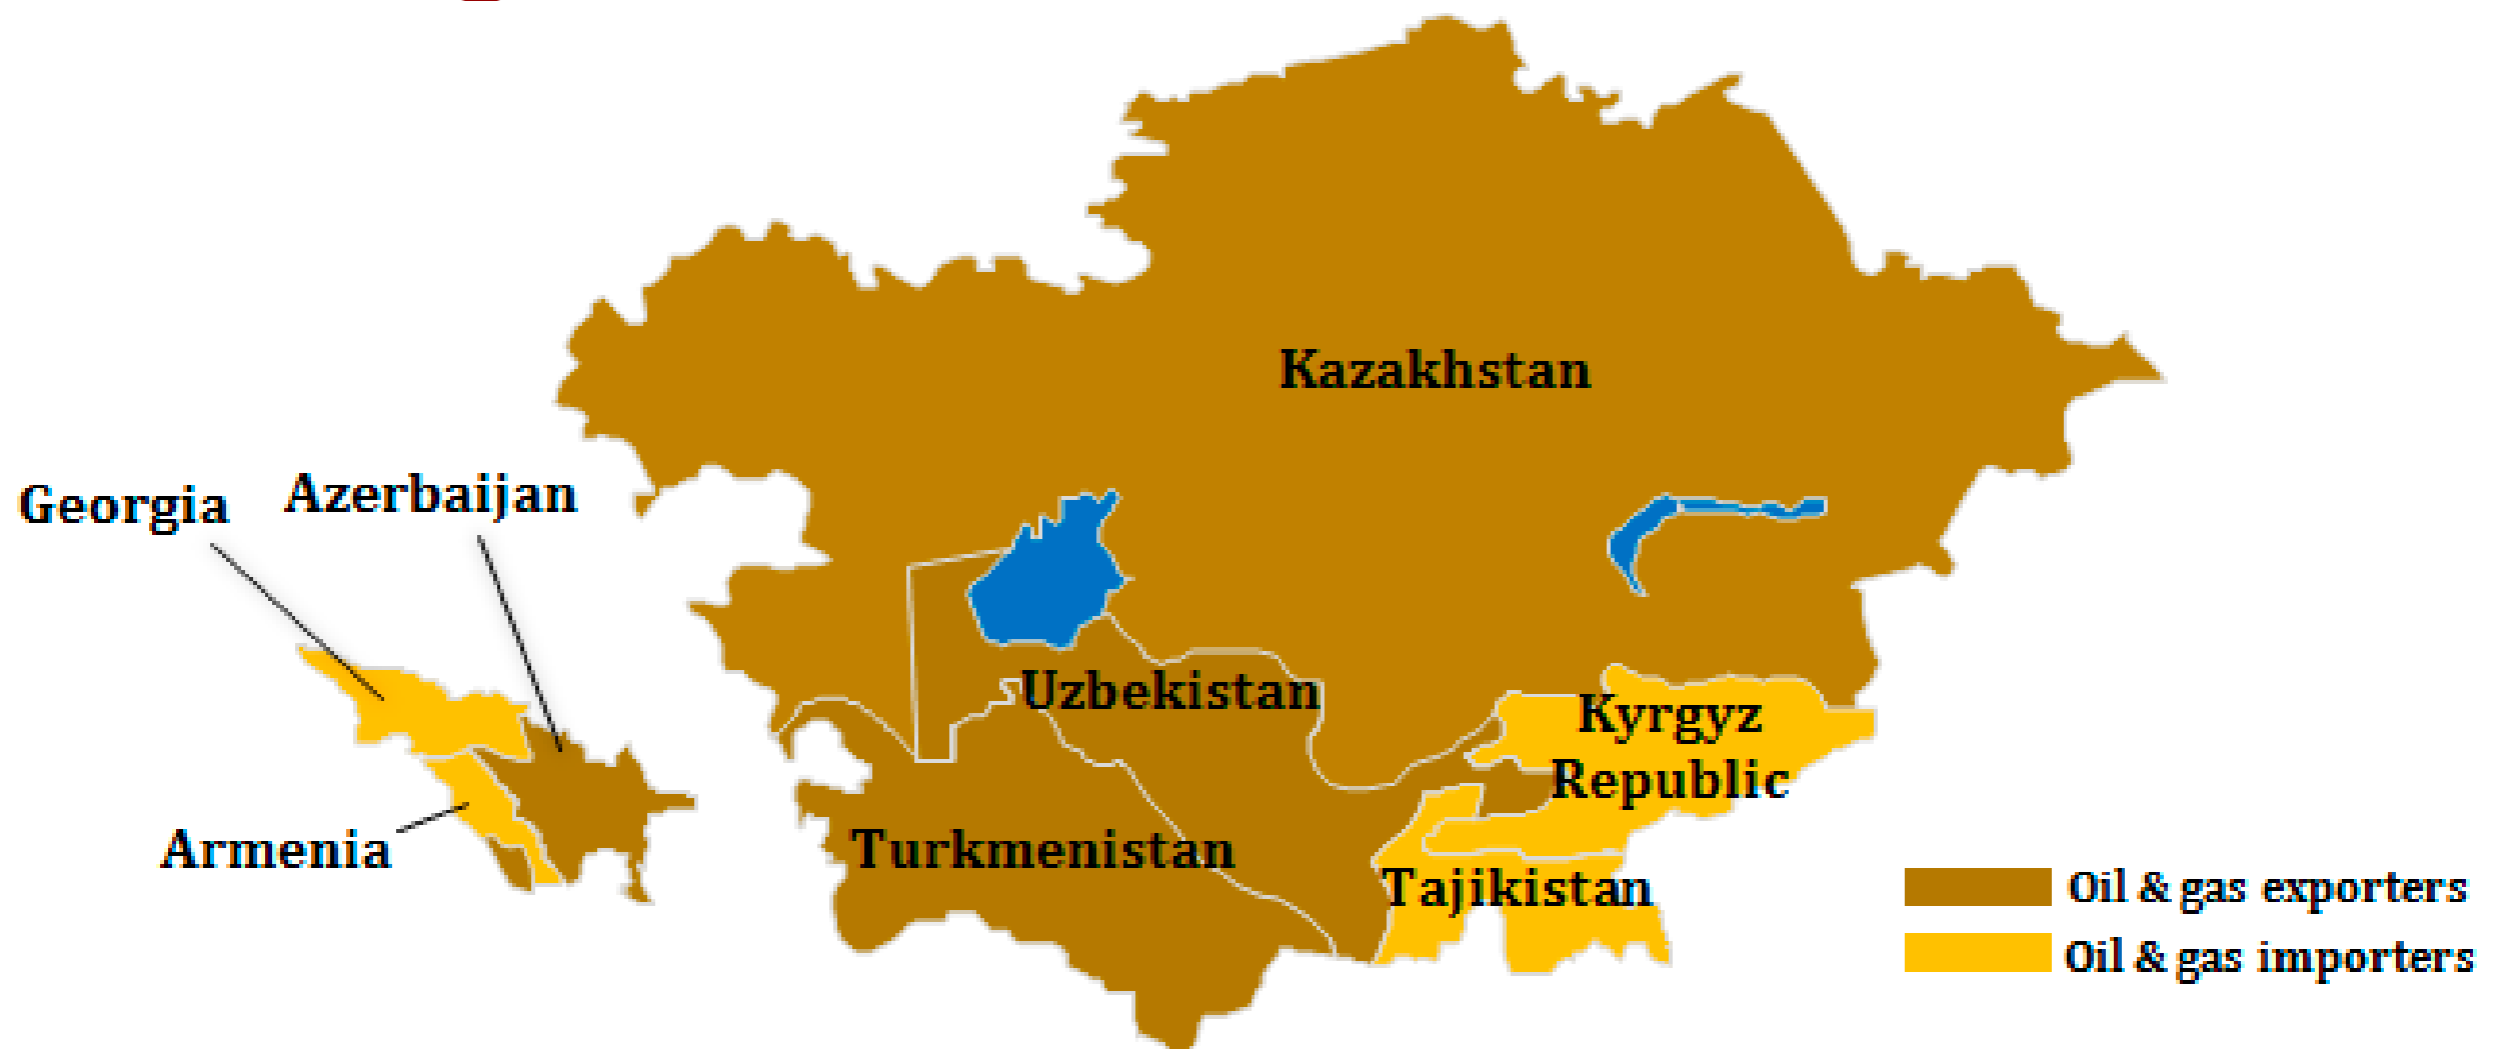 Kazakhstan
Georgia
Azerbaijan
Uzbekistan
Kyrgyz
Republic
Armenia
Turkmenistan
Tajikistan
Oil & gas exporters
Oil & gas importers